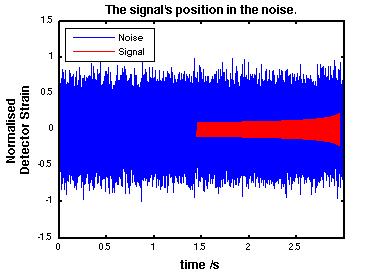 The signal's position in the noise.
Noise
Signal
Normalised
Detector Strain
1.5
1
0.5
0
-0.5
-1
-1.5
0
0.5
1
1.5
2
2.5
time /s